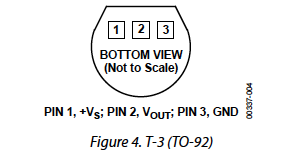 1 2 3
BOTTOM VIEW
(Not to Scale)
00337-004
PIN 1, +VS; PIN 2, VOUT; PIN 3, GND
Figure 4. T-3 (TO-92)